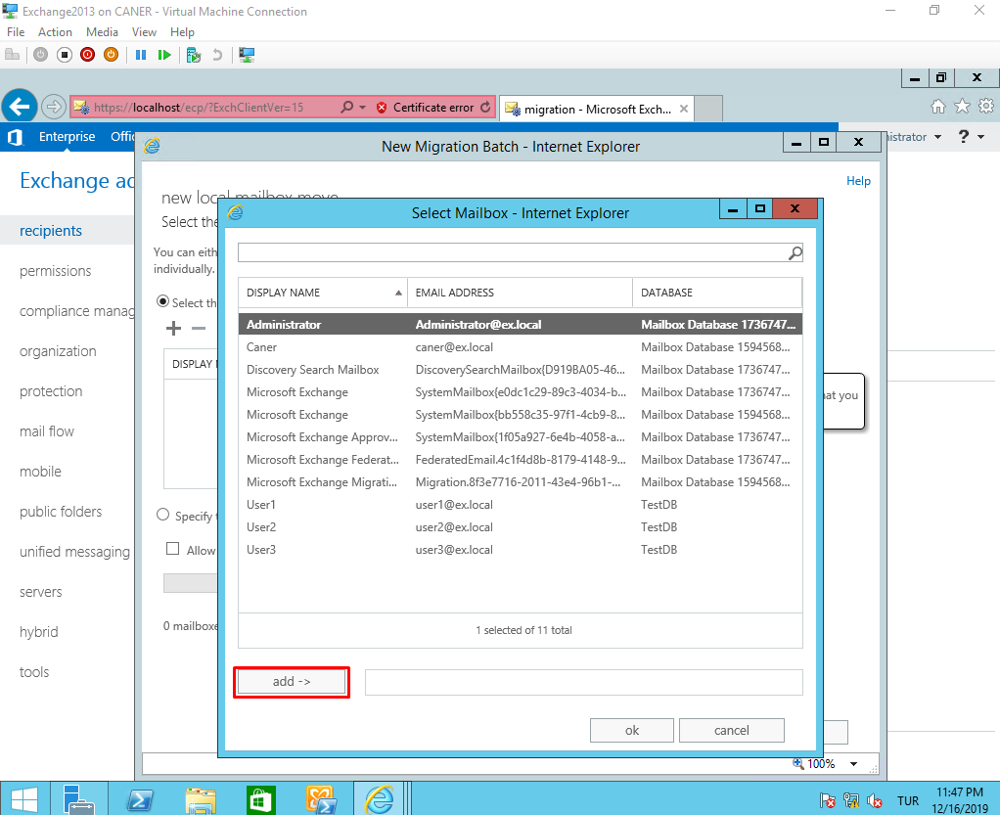 Exchange2013 on CANER - Virtual Machine Connection
File Action Media View Help
https://localhost/ecp/?ExchClientVer=15 Certificate error migration - Microsoft Exch...
Enterprise Offic istrator ?
New Migration Batch - Internet Explorer
Exchange ad
Help
new local mailbox move
Select the
You can eith
individually.
Select Mailbox - Internet Explorer
recipients
permissions
compliance manag
organization
protection
mail flow
mobile
public folders
unified messaging
servers
hybrid
tools
Select th
DISPLAY N
hat you
Specify t
Allow
0 mailboxe
DISPLAY NAME EMAIL ADDRESS DATABASE
Administrator Administrator@ex.local Mailbox Database 1736747...
Caner caner@ex.local Mailbox Database 1594568...
Discovery Search Mailbox DiscoverySearchMailbox{D919BA05-46... Mailbox Database 1736747...
Microsoft Exchange SystemMailbox{e0dc1c29-89c3-4034-b... Mailbox Database 1736747...
Microsoft Exchange SystemMailbox{bb558c35-97f1-4cb9-8... Mailbox Database 1736747...
Microsoft Exchange Approv... SystemMailbox{1f05a927-6e4b-4058-a... Mailbox Database 1736747...
Microsoft Exchange Federat... FederatedEmail.4c1f4d8b-8179-4148-9... Mailbox Database 1736747...
Microsoft Exchange Migrati... Migration.8f3e7716-2011-43e4-96b1-... Mailbox Database 1594568...
User1 user1@ex.local TestDB
User2 user2@ex.local TestDB
User3 user3@ex.local TestDB
1 selected of 11 total
add ->
ok cancel
100%
TUR
11:47 PM
12/16/2019